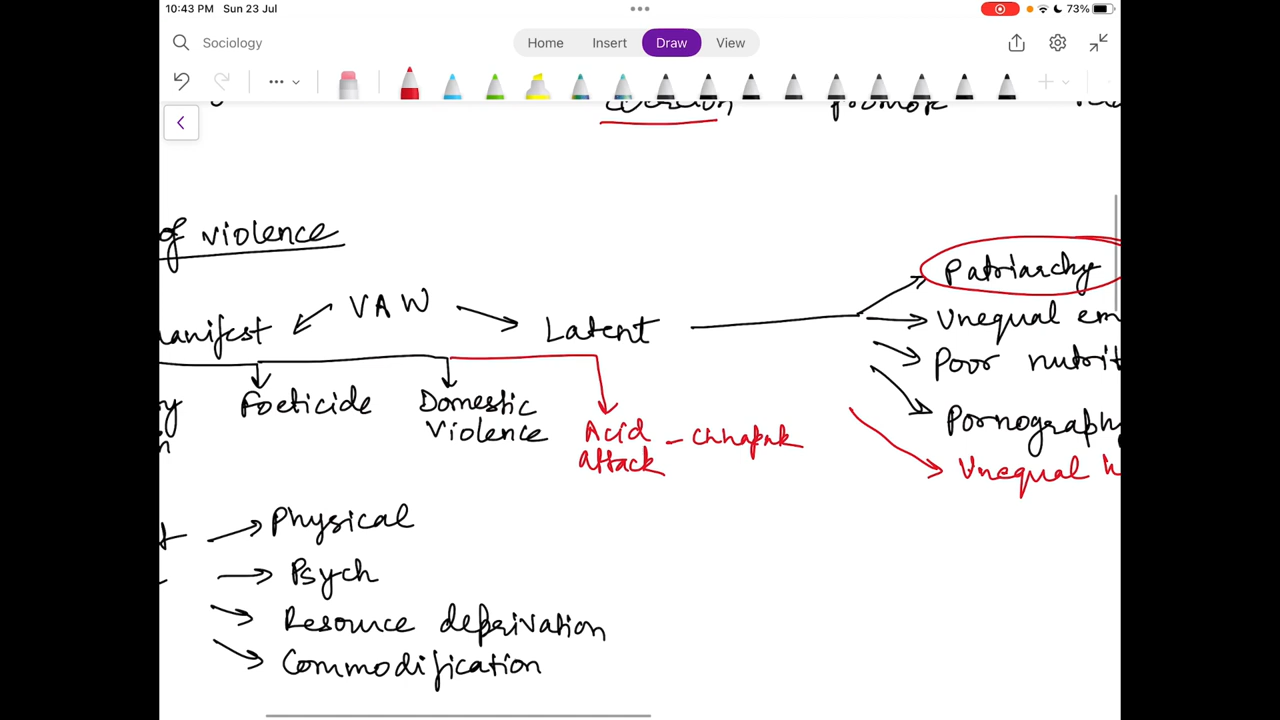 10:43 PM Sun 23 Jul
73%
Sociology
Home Insert Draw View
of violence
VAW
Manifest
Latent
Patriarchy
Unequal em
Poor nutrit
Pornography
Unequal
Foeticide
Domestic
Violence
Acid
attack - Chhapak
Physical
Psych
Resource deprivation
Commodification